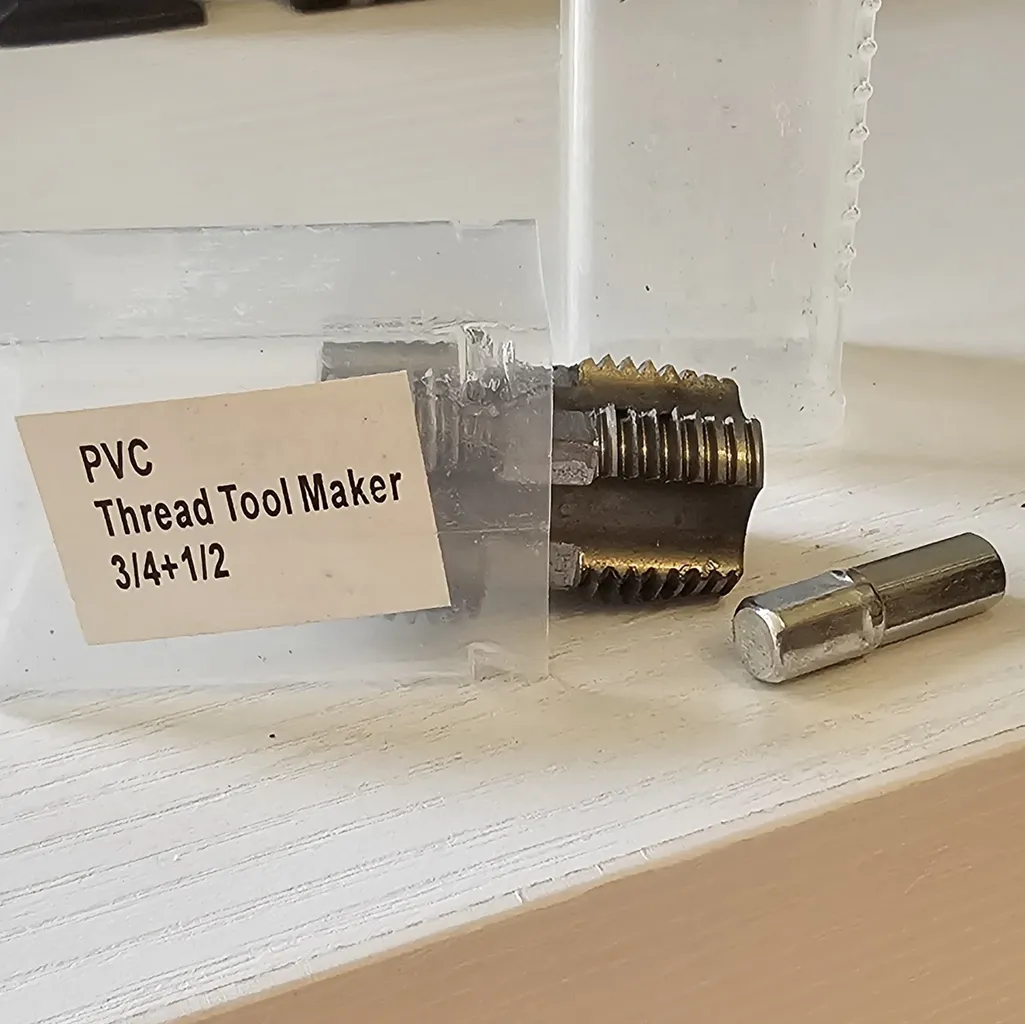 PVC
Thread Tool Maker
3/4+1/2